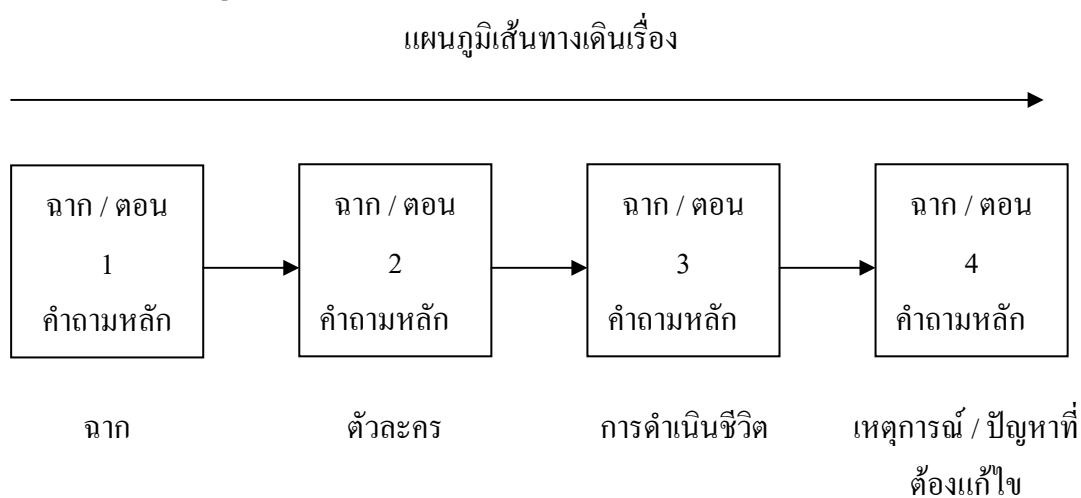 แผนภูมิเส้นทางเดินเรื่อง
ฉาก / ตอน
1
คำถามหลัก
ฉาก / ตอน
2
คำถามหลัก
ฉาก / ตอน
3
คำถามหลัก
ฉาก / ตอน
4
คำถามหลัก
ฉาก
ตัวละคร
การดำเนินชีวิต
เหตุการณ์ / ปัญหาที่
ต้องแก้ไข